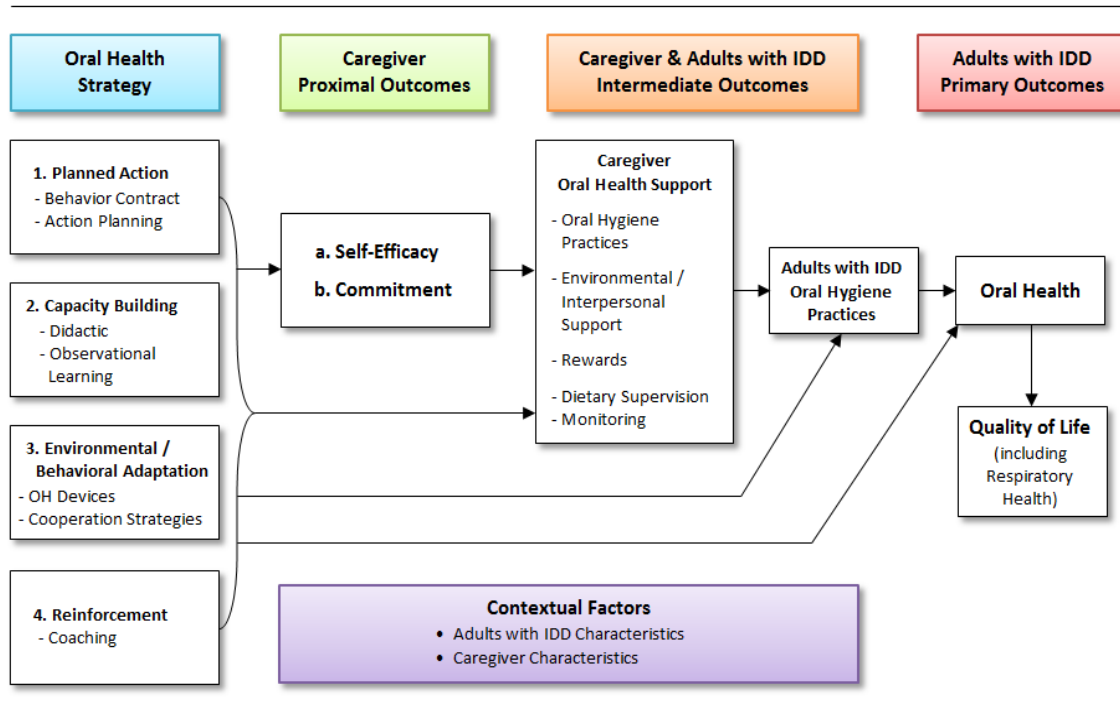 Oral Health
Strategy
Caregiver
Proximal Outcomes
Caregiver & Adults with IDD
Intermediate Outcomes
Adults with IDD
Primary Outcomes
1. Planned Action
- Behavior Contract
- Action Planning
2. Capacity Building
- Didactic
- Observational
Learning
3. Environmental /
Behavioral Adaptation
- OH Devices
- Cooperation Strategies
4. Reinforcement
- Coaching
a. Self-Efficacy
b. Commitment
Caregiver
Oral Health Support
- Oral Hygiene
Practices
- Environmental /
Interpersonal
Support
- Rewards
- Dietary Supervision
- Monitoring
Adults with IDD
Oral Hygiene
Practices
Oral Health
Quality of Life
(including
Respiratory
Health)
Contextual Factors
• Adults with IDD Characteristics
• Caregiver Characteristics